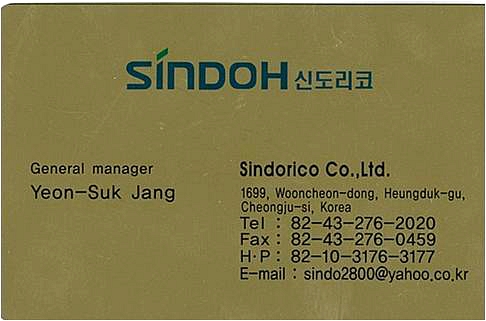 SINDOH 신도리코
General manager
Yeon-Suk Jang
Sindorico Co.,Ltd.
1699, Wooncheon-dong, Heungduk-gu,
Cheongju-si, Korea
Tel : 82-43-276-2020
Fax : 82-43-276-0459
H·P : 82-10-3176-3177
E-mail : sindo2800@yahoo.co.kr